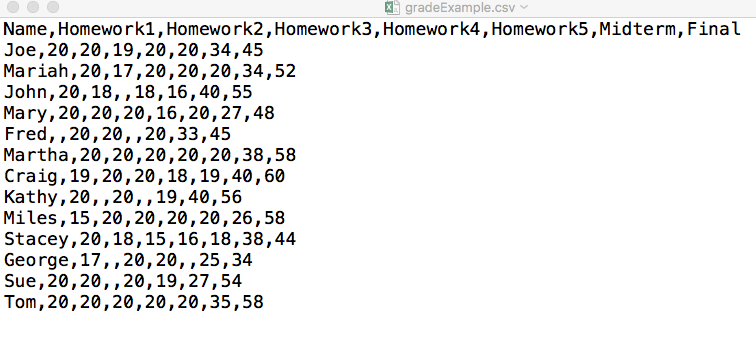 gradeExample.csv
Name,Homework1,Homework2,Homework3,Homework4,Homework5,Midterm,Final
Joe,20,20,19,20,20,34,45
Mariah,20,17,20,20,20,34,52
John,20,18,,18,16,40,55
Mary,20,20,20,16,20,27,48
Fred,,20,20,,20,33,45
Martha,20,20,20,20,20,38,58
Craig,19,20,20,18,19,40,60
Kathy,20,,20,,19,40,56
Miles,15,20,20,20,20,26,58
Stacey,20,18,15,16,18,38,44
George,17,,20,20,,25,34
Sue,20,20,,20,19,27,54
Tom,20,20,20,20,20,35,58